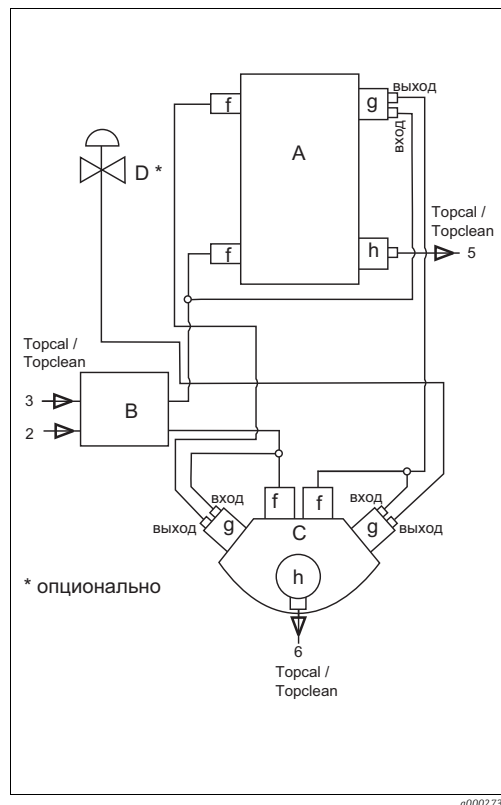 f
выход
g
вход
A
D *
f
h
Topcal /
Topclean
5
Topcal /
Topclean
3
B
2
вход
f
f
вход
выход
g
C
g
выход
h
* опционально
6
Topcal /
Topclean
a000273